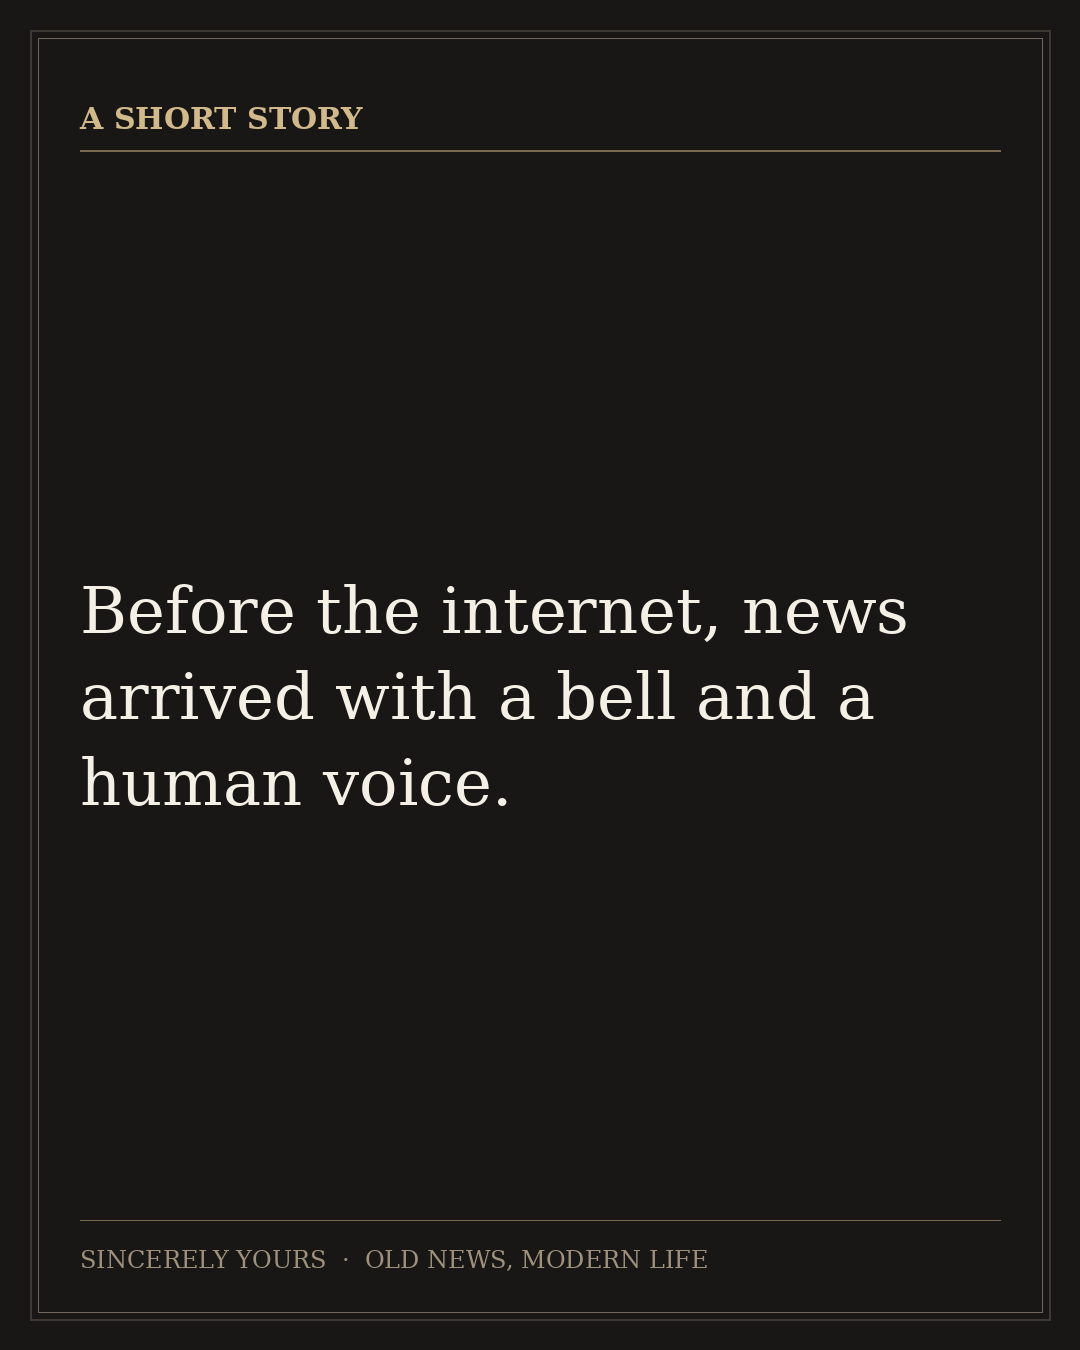 A SHORT STORY
Before the internet, news
arrived with a bell and a
human voice.
SINCERELY YOURS · OLD NEWS, MODERN LIFE